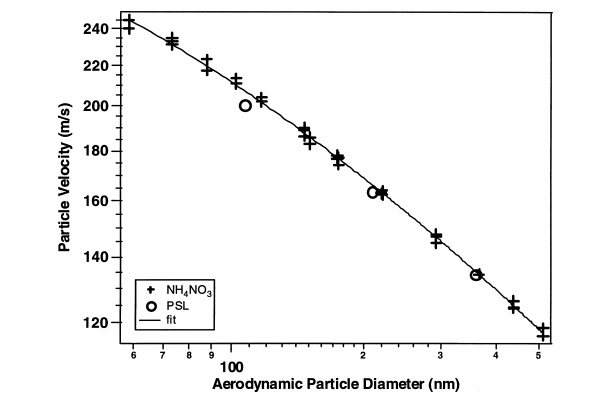 240
220
200
180
160
140
120
Particle Velocity (m/s)
NH₄NO₃
PSL
fit
6 7 8 9 100 2 3 4 5
Aerodynamic Particle Diameter (nm)